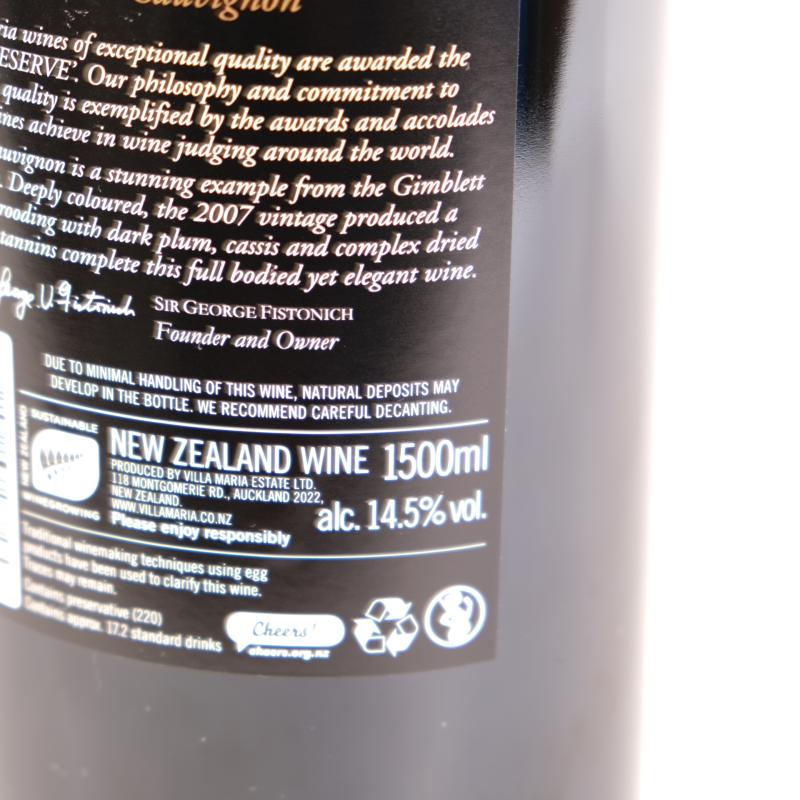 Sauvignon
ria wines of exceptional quality are awarded the
ESERVE'. Our philosophy and commitment to
quality is exemplified by the awards and accolades
ines achieve in wine judging around the world.
auvignon is a stunning example from the Gimblett
. Deeply coloured, the 2007 vintage produced a
rooding with dark plum, cassis and complex dried
tannins complete this full bodied yet elegant wine.
George V. Fistonich
SIR GEORGE FISTONICH
Founder and Owner
DUE TO MINIMAL HANDLING OF THIS WINE, NATURAL DEPOSITS MAY
DEVELOP IN THE BOTTLE. WE RECOMMEND CAREFUL DECANTING.
SUSTAINABLE
NEW ZEALAND
WINEGROWING
NEW ZEALAND WINE 1500ml
PRODUCED BY VILLA MARIA ESTATE LTD.
118 MONTGOMERIE RD., AUCKLAND 2022,
NEW ZEALAND.
WWW.VILLAMARIA.CO.NZ
Please enjoy responsibly
alc. 14.5% vol.
Traditional winemaking techniques using egg
products have been used to clarify this wine.
Traces may remain.
Contains preservative (220)
Contains approx. 17.2 standard drinks
Cheers!
cheers.org.nz